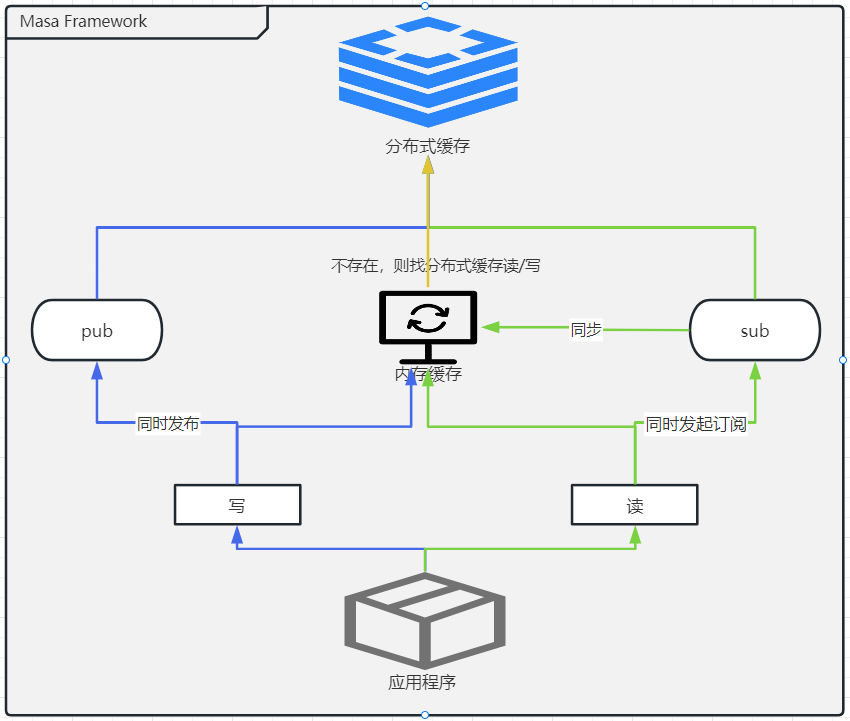 Masa Framework
分布式缓存
不存在，则找分布式缓存读/写
pub
同步
sub
内存缓存
同时发布
同时发起订阅
写
读
应用程序